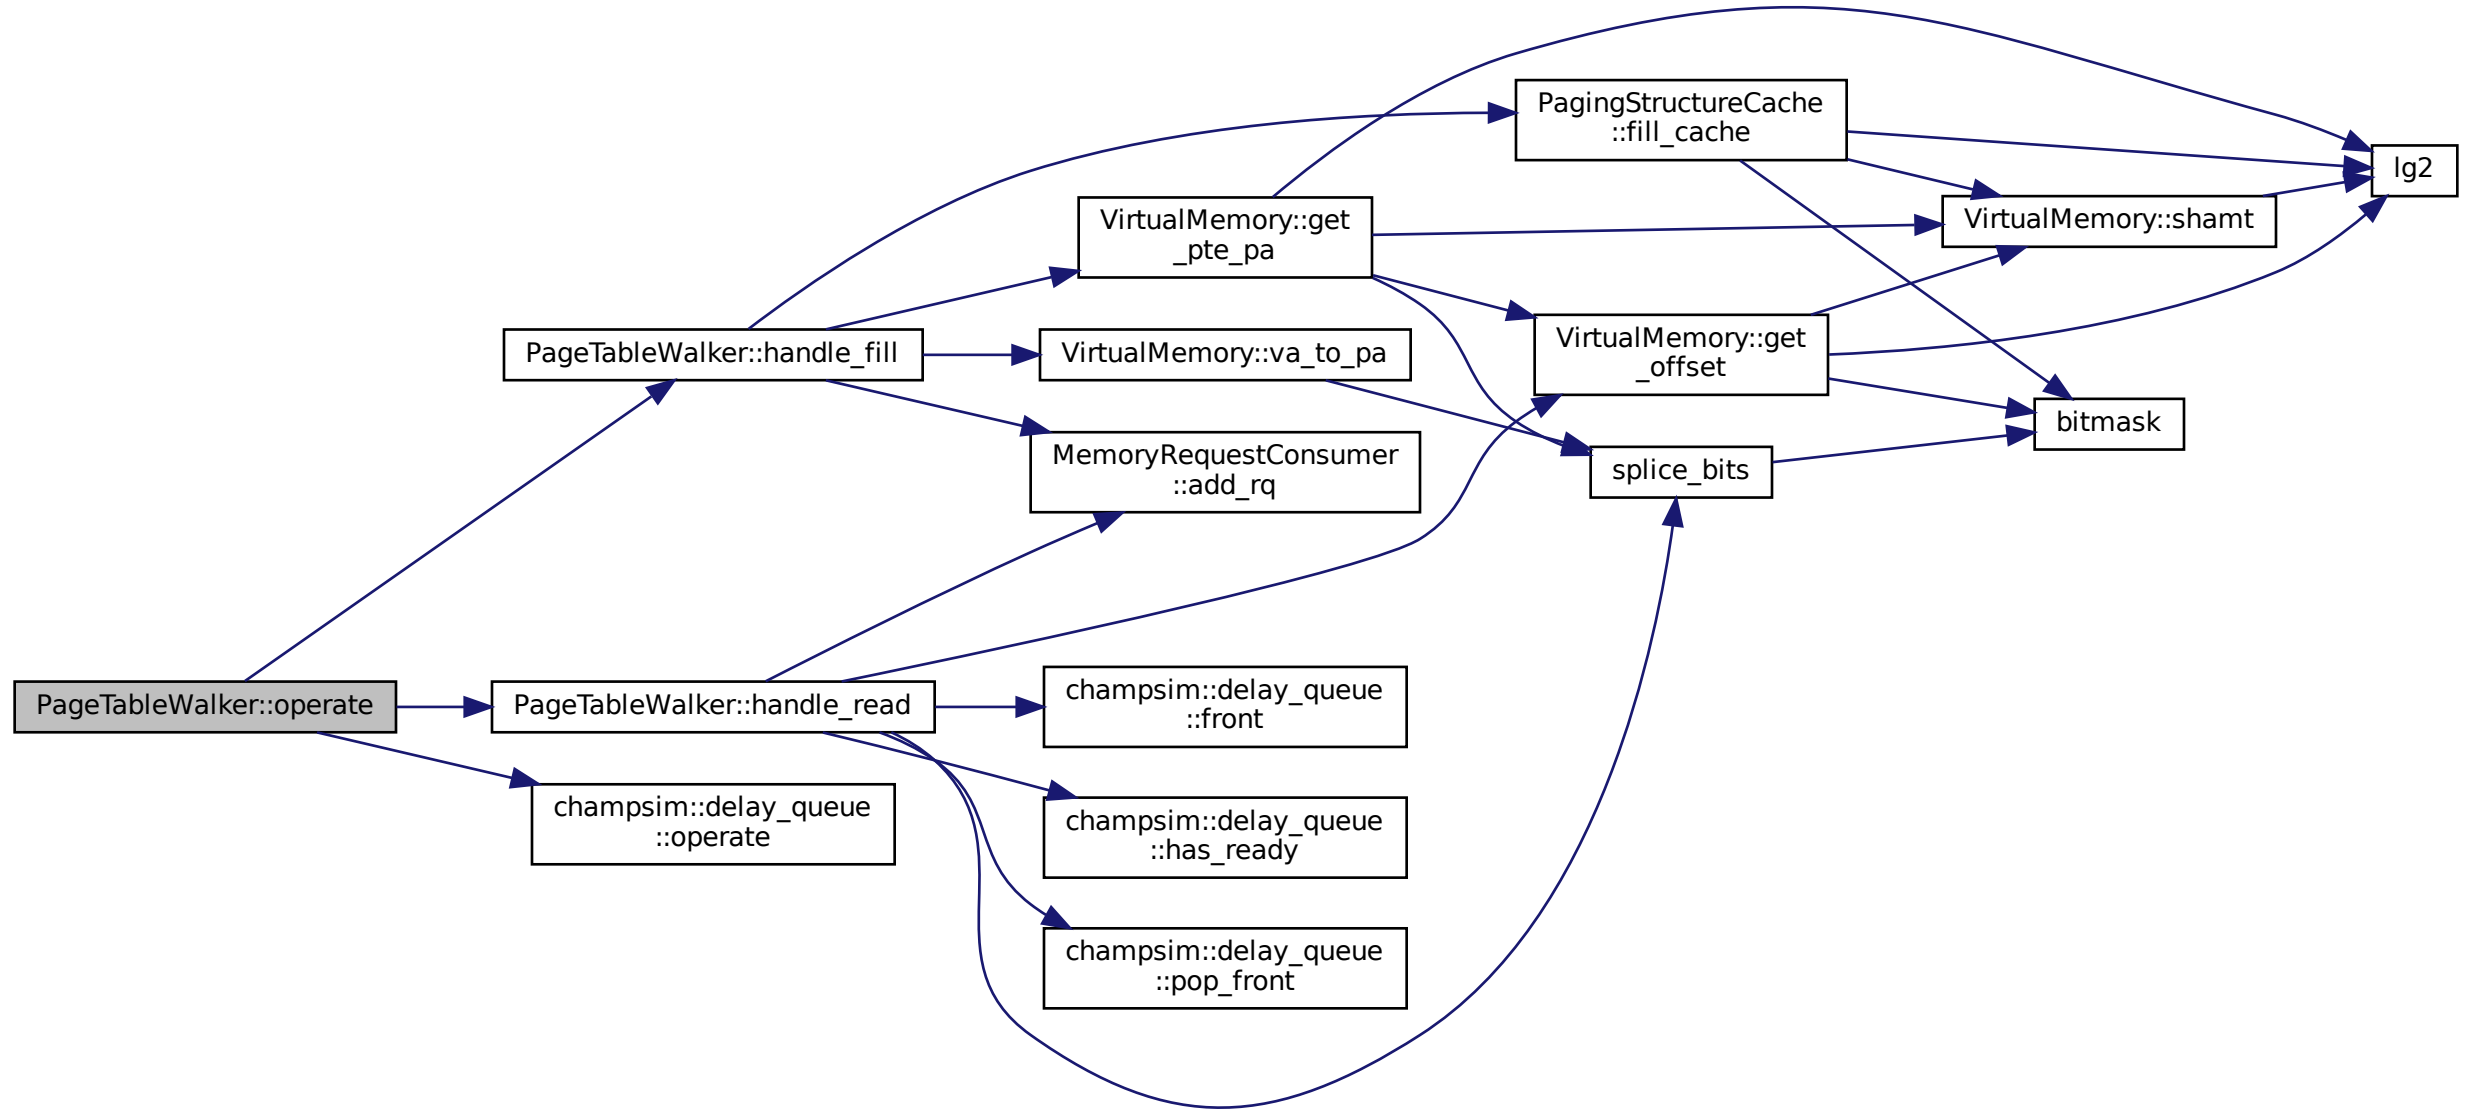 PagingStructureCache
::fill_cache
lg2
VirtualMemory::get
_pte_pa
VirtualMemory::shamt
PageTableWalker::handle_fill
VirtualMemory::va_to_pa
VirtualMemory::get
_offset
bitmask
MemoryRequestConsumer
::add_rq
splice_bits
PageTableWalker::operate
PageTableWalker::handle_read
champsim::delay_queue
::front
champsim::delay_queue
::operate
champsim::delay_queue
::has_ready
champsim::delay_queue
::pop_front